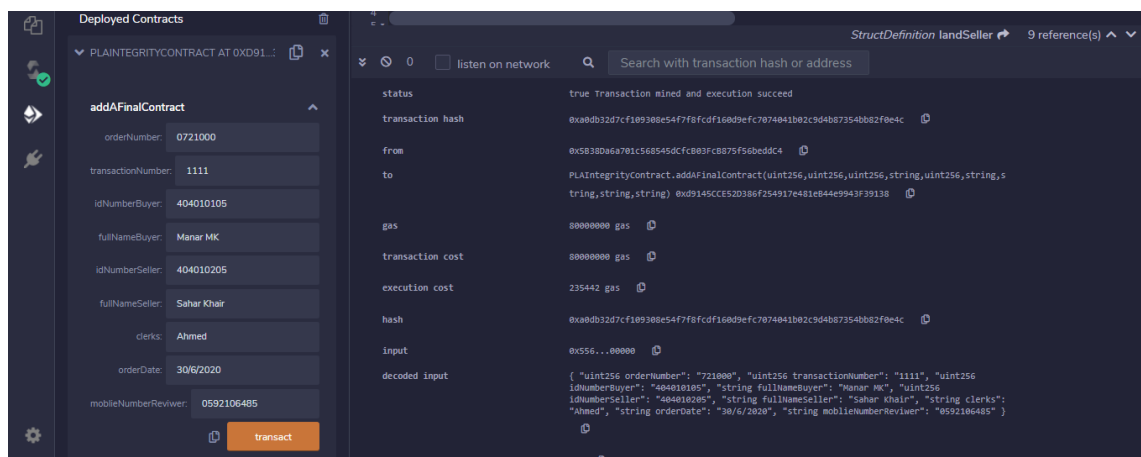 Deployed Contracts
PLAINTEGRITYCONTRACT AT 0XD91...:
addAFinalContract
orderNumber: 0721000
transactionNumber: 1111
idNumberBuyer: 404010105
fullNameBuyer: Manar MK
idNumberSeller: 404010205
fullNameSeller: Sahar Khair
clerks: Ahmed
orderDate: 30/6/2020
moblieNumberReviwer: 0592106485
transact
4
StructDefinition landSeller 9 reference(s)
0 listen on network Search with transaction hash or address
status true Transaction mined and execution succeed
transaction hash 0xa0db32d7cf109308e54f7f8fcdf160d9efc7074041b02c9d4b87354bb82f0e4c
from 0x5B38Da6a701c568545dCfcB03FcB875f56beddC4
to PLAIntegrityContract.addAFinalContract(uint256,uint256,uint256,string,uint256,string,s
tring,string,string) 0xd9145CCE52D386f254917e481eB44e9943F39138
gas 80000000 gas
transaction cost 80000000 gas
execution cost 235442 gas
hash 0xa0db32d7cf109308e54f7f8fcdf160d9efc7074041b02c9d4b87354bb82f0e4c
input 0x556...00000
decoded input { "uint256 orderNumber": "721000", "uint256 transactionNumber": "1111", "uint256
idNumberBuyer": "404010105", "string fullNameBuyer": "Manar MK", "uint256
idNumberSeller": "404010205", "string fullNameSeller": "Sahar Khair", "string clerks":
"Ahmed", "string orderDate": "30/6/2020", "string moblieNumberReviwer": "0592106485" }